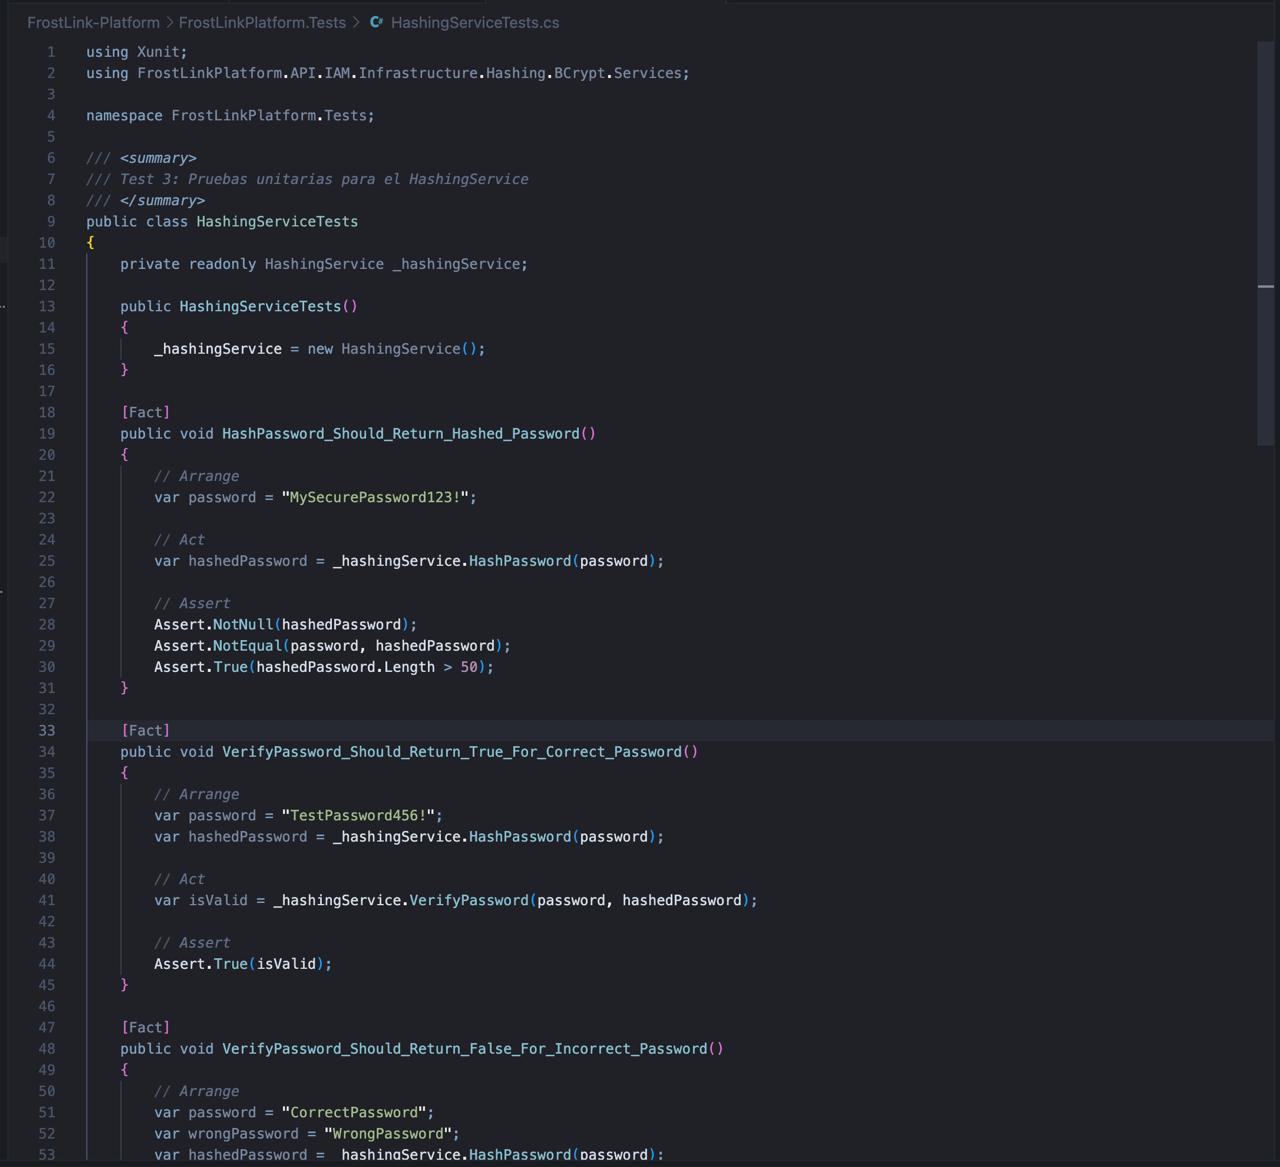 FrostLink-Platform > FrostLinkPlatform.Tests > C# HashingServiceTests.cs
1 using Xunit;
2 using FrostLinkPlatform.API.IAM.Infrastructure.Hashing.BCrypt.Services;
3
4 namespace FrostLinkPlatform.Tests;
5
6 /// <summary>
7 /// Test 3: Pruebas unitarias para el HashingService
8 /// </summary>
9 public class HashingServiceTests
10 {
11     private readonly HashingService _hashingService;
12
13     public HashingServiceTests()
14     {
15         _hashingService = new HashingService();
16     }
17
18     [Fact]
19     public void HashPassword_Should_Return_Hashed_Password()
20     {
21         // Arrange
22         var password = "MySecurePassword123!";
23
24         // Act
25         var hashedPassword = _hashingService.HashPassword(password);
26
27         // Assert
28         Assert.NotNull(hashedPassword);
29         Assert.NotEqual(password, hashedPassword);
30         Assert.True(hashedPassword.Length > 50);
31     }
32
33     [Fact]
34     public void VerifyPassword_Should_Return_True_For_Correct_Password()
35     {
36         // Arrange
37         var password = "TestPassword456!";
38         var hashedPassword = _hashingService.HashPassword(password);
39
40         // Act
41         var isValid = _hashingService.VerifyPassword(password, hashedPassword);
42
43         // Assert
44         Assert.True(isValid);
45     }
46
47     [Fact]
48     public void VerifyPassword_Should_Return_False_For_Incorrect_Password()
49     {
50         // Arrange
51         var password = "CorrectPassword";
52         var wrongPassword = "WrongPassword";
53         var hashedPassword = _hashingService.HashPassword(password);